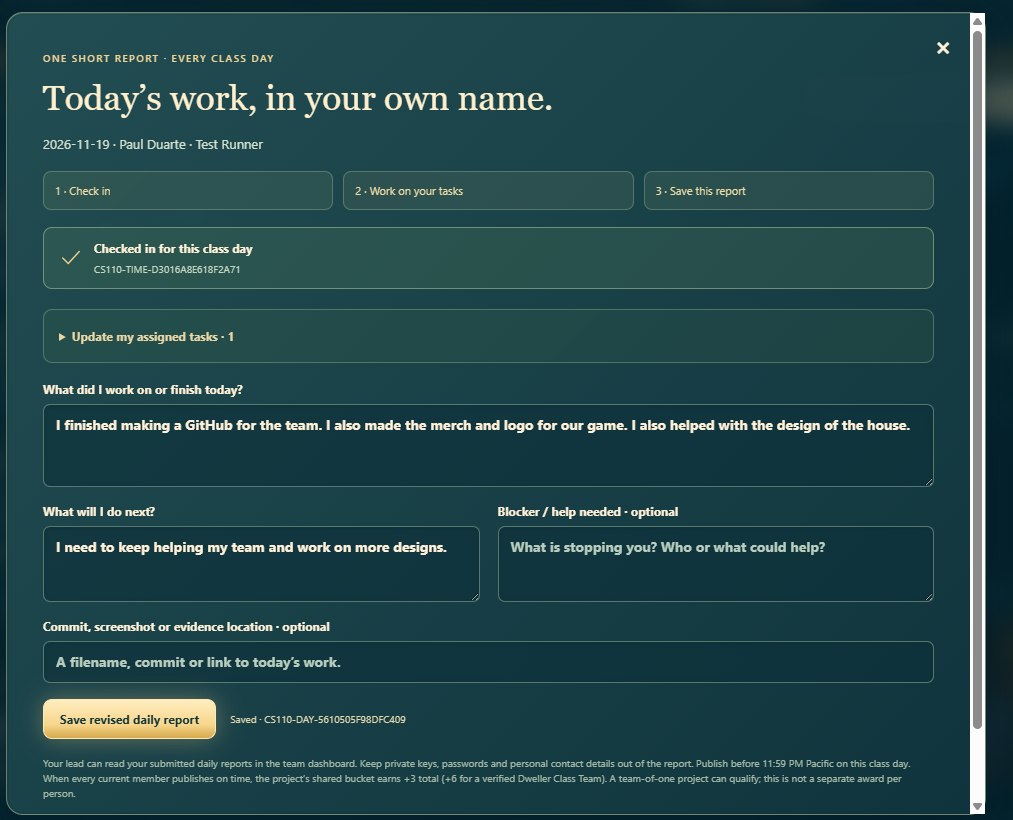 ONE SHORT REPORT · EVERY CLASS DAY
Today's work, in your own name.
2026-11-19 · Paul Duarte · Test Runner
1 · Check in
2 · Work on your tasks
3 · Save this report
Checked in for this class day
CS110-TIME-D3016A8E618F2A71
Update my assigned tasks · 1
What did I work on or finish today?
I finished making a GitHub for the team. I also made the merch and logo for our game. I also helped with the design of the house.
What will I do next?
I need to keep helping my team and work on more designs.
Blocker / help needed · optional
What is stopping you? Who or what could help?
Commit, screenshot or evidence location · optional
A filename, commit or link to today's work.
Save revised daily report
Saved · CS110-DAY-5610505F98DFC409
Your lead can read your submitted daily reports in the team dashboard. Keep private keys, passwords and personal contact details out of the report. Publish before 11:59 PM Pacific on this class day.
When every current member publishes on time, the project's shared bucket earns +3 total (+6 for a verified Dweller Class Team). A team-of-one project can qualify; this is not a separate award per
person.